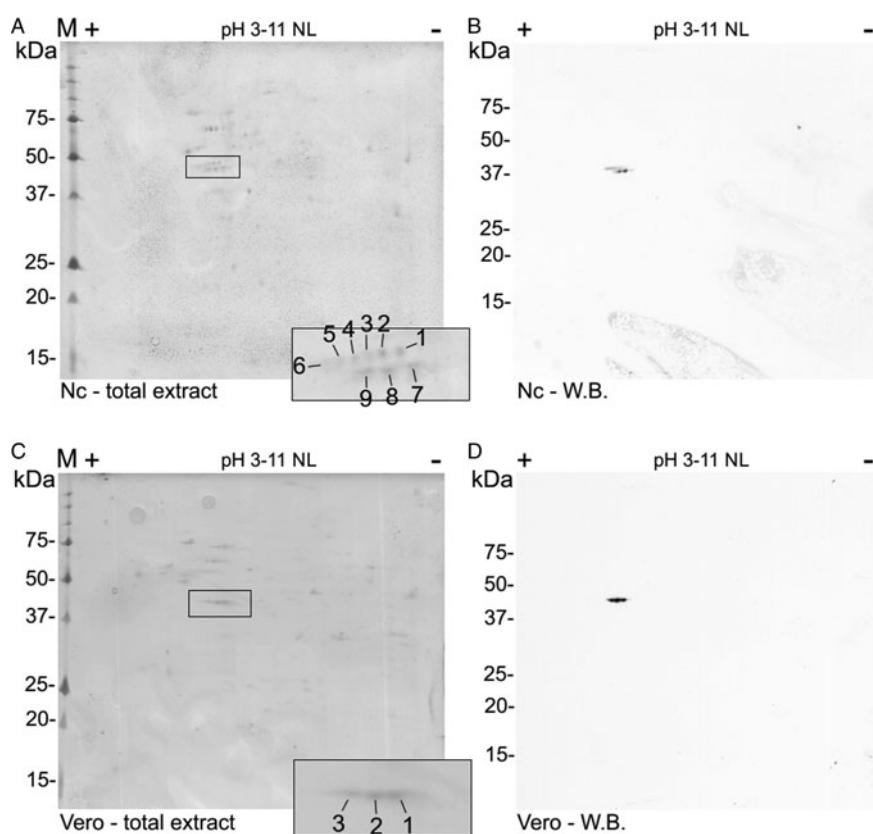 A
M +
pH 3-11 NL
-
kDa
75-
50-
37-
25-
20-
15-
5 4 3 2 1
6
9 8 7
Nc - total extract
B
+
pH 3-11 NL
-
kDa
75-
50-
37-
25-
20-
15-
Nc - W.B.
C
M +
pH 3-11 NL
-
kDa
75-
50-
37-
25-
20-
15-
3 2 1
Vero - total extract
D
+
pH 3-11 NL
-
kDa
75-
50-
37-
25-
20-
15-
Vero - W.B.